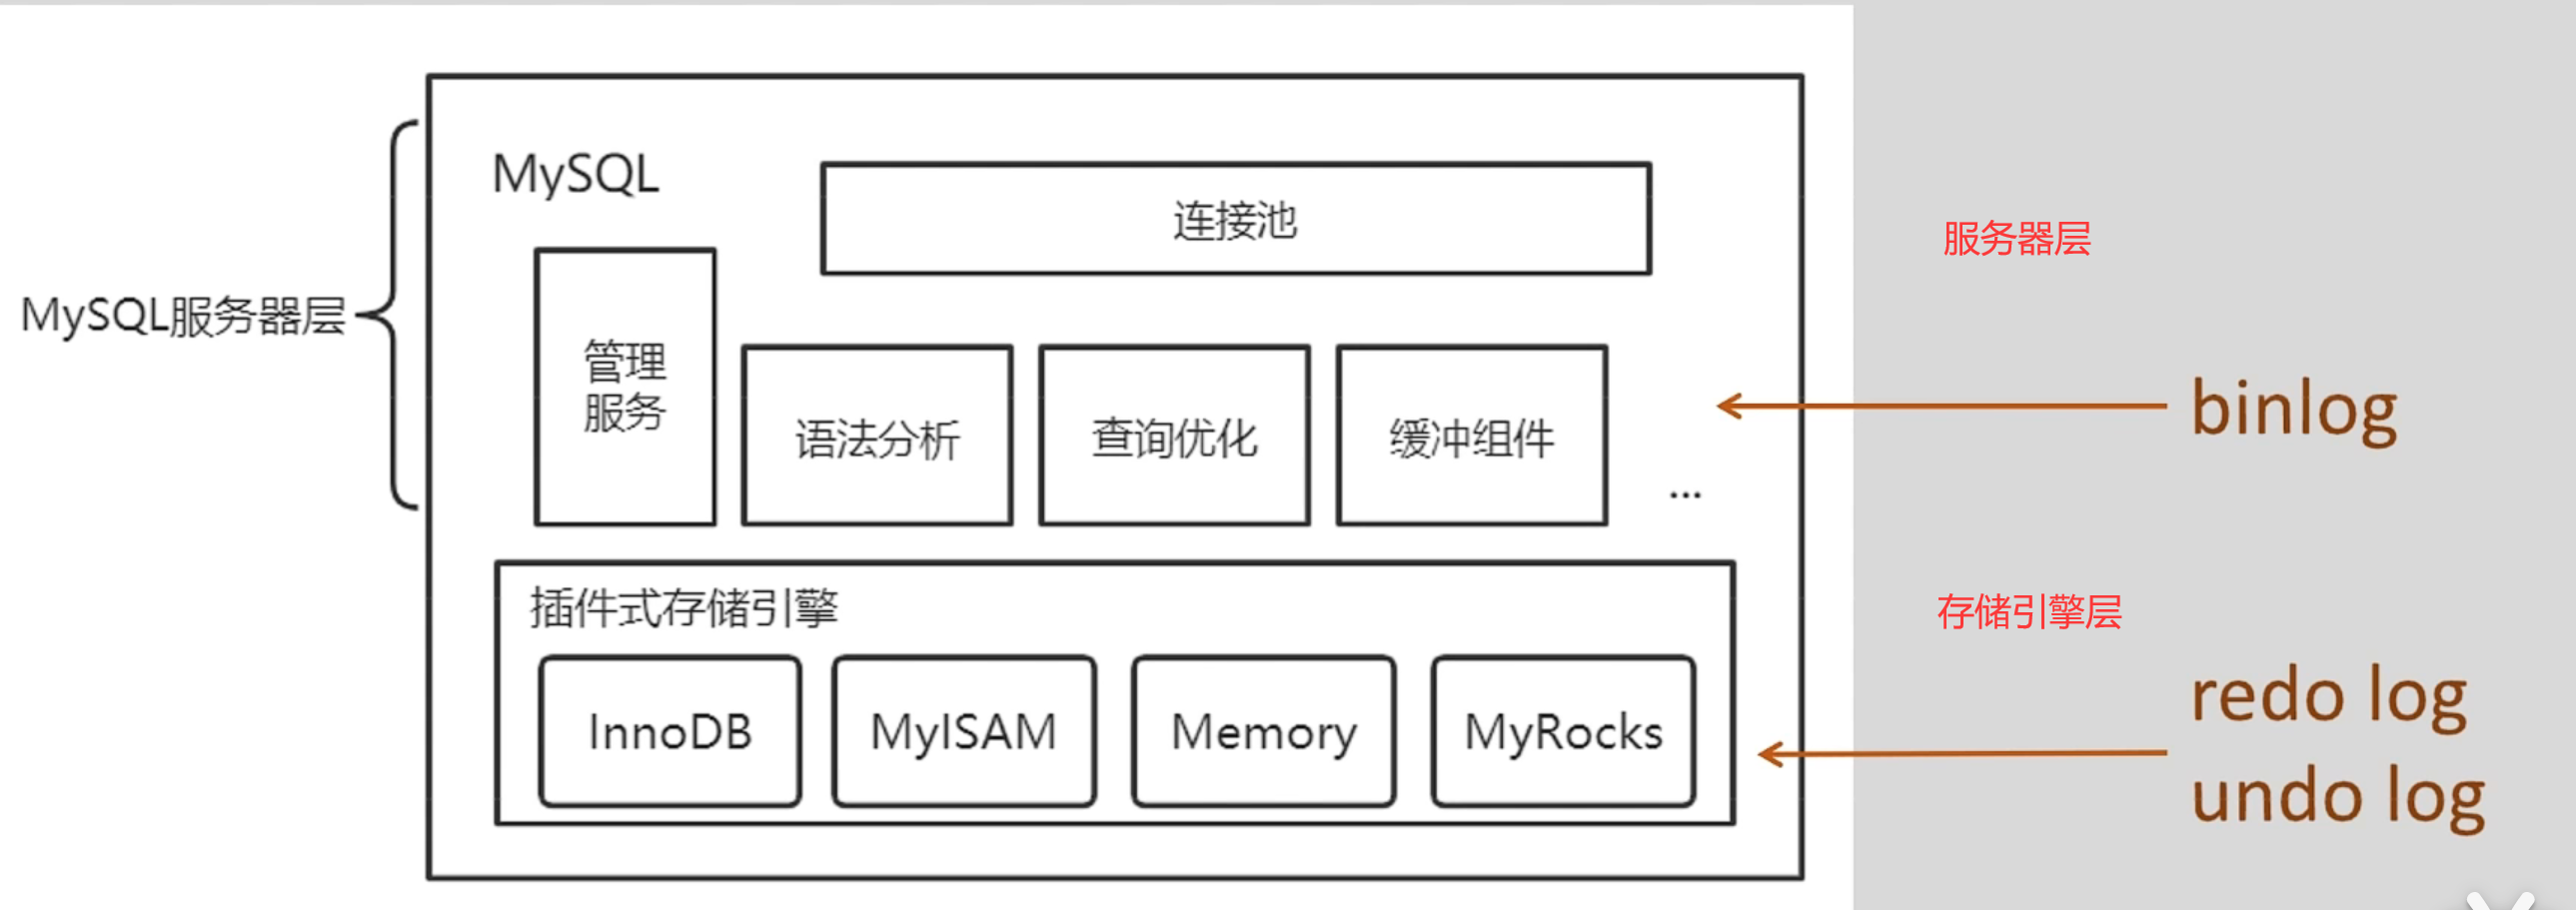 MySQL
连接池
服务器层
MySQL服务器层
管理
服务
语法分析
查询优化
缓冲组件
...
binlog
插件式存储引擎
存储引擎层
InnoDB
MyISAM
Memory
MyRocks
redo log
undo log